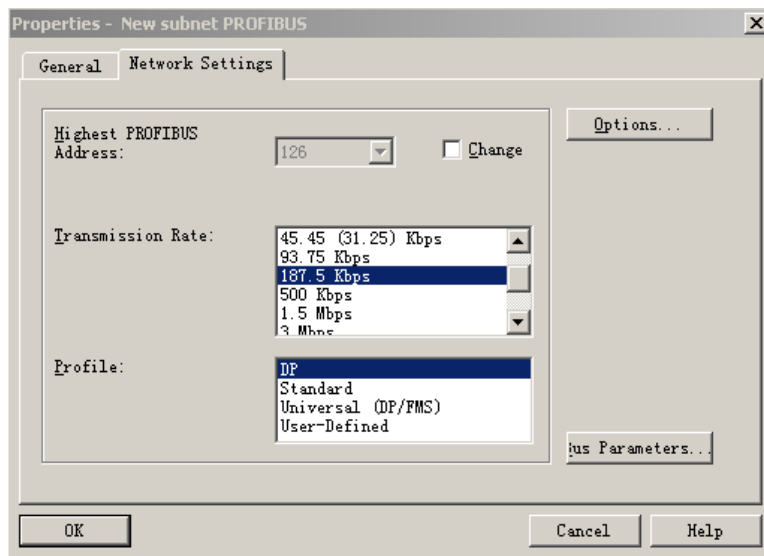 Properties - New subnet PROFIBUS
General
Network Settings
Highest PROFIBUS
Address:
126
Change
Options...
Transmission Rate:
45.45 (31.25) Kbps
93.75 Kbps
187.5 Kbps
500 Kbps
1.5 Mbps
3 Mbps
Profile:
DP
Standard
Universal (DP/FMS)
User-Defined
us Parameters...
OK
Cancel
Help